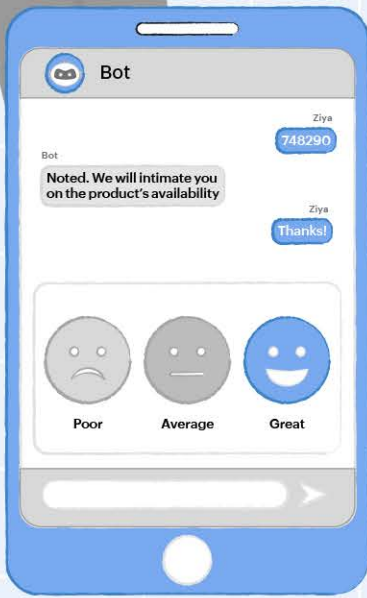 Bot
Ziya
748290
Bot
Noted. We will intimate you
on the product's availability
Ziya
Thanks!
Poor Average Great